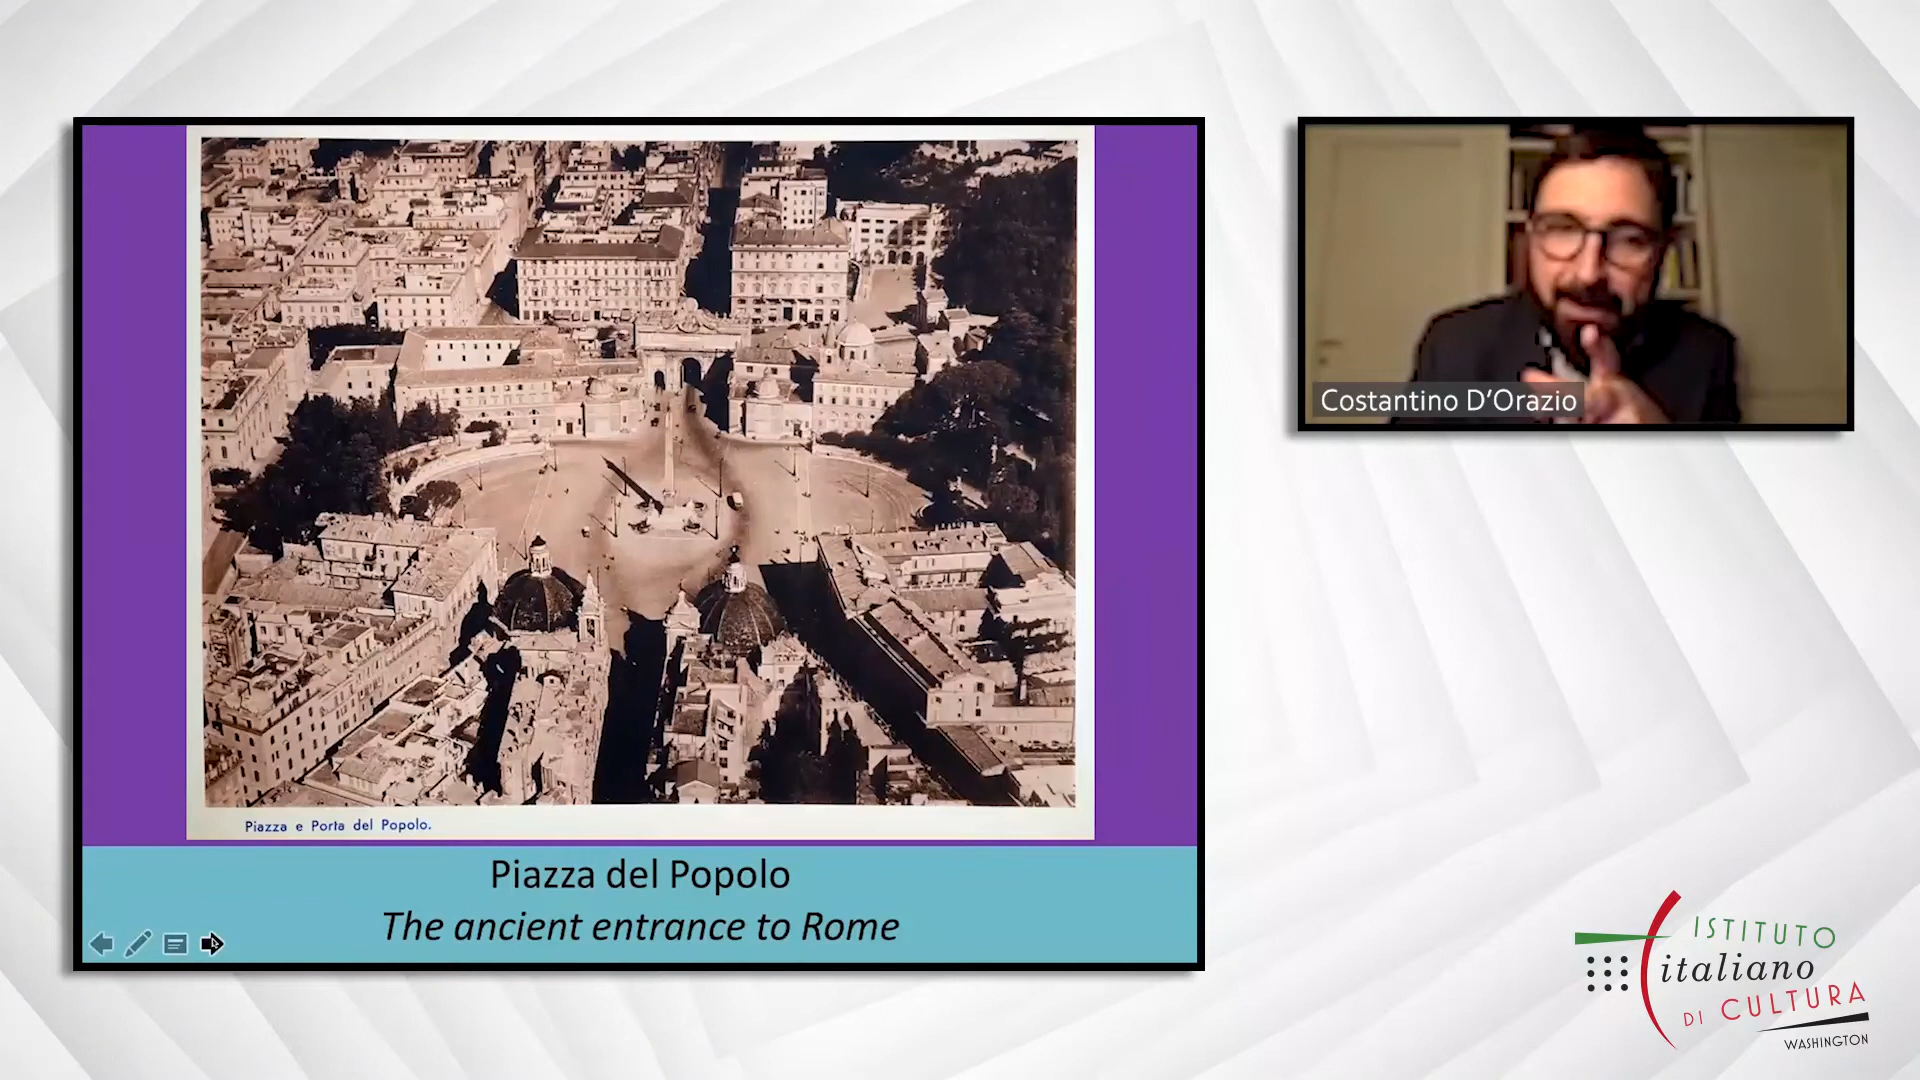 Piazza e Porta del Popolo.
Piazza del Popolo
The ancient entrance to Rome
Costantino D'Orazio
ISTITUTO
italiano
DI CULTURA
WASHINGTON